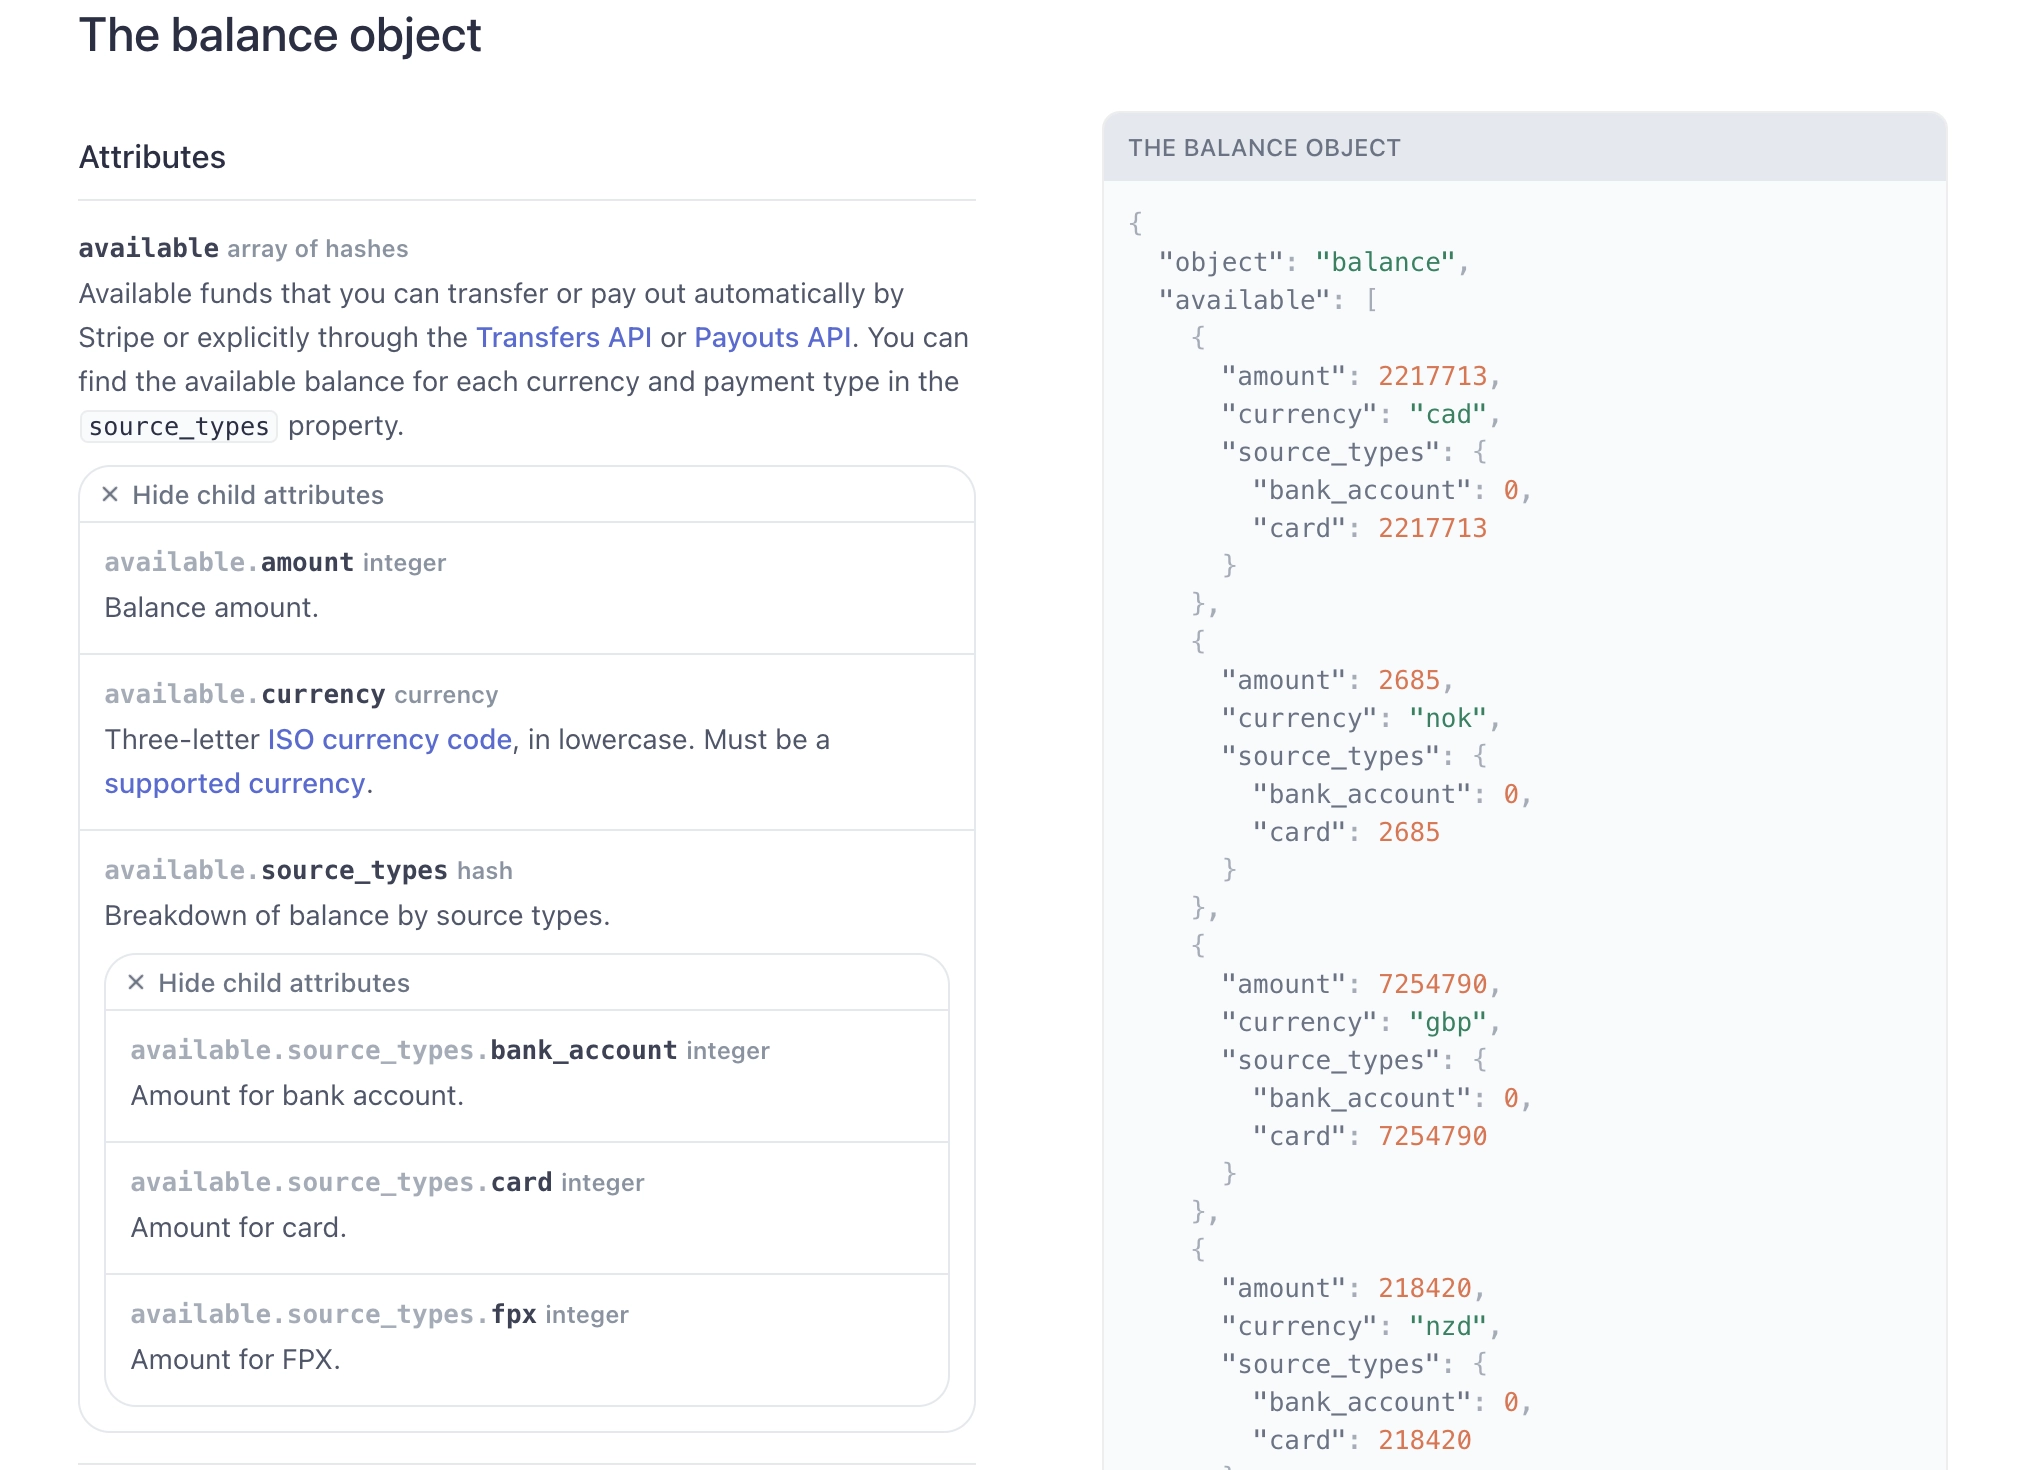 The balance object
Attributes
available array of hashes
Available funds that you can transfer or pay out automatically by
Stripe or explicitly through the Transfers API or Payouts API. You can
find the available balance for each currency and payment type in the
source_types property.
✕ Hide child attributes
available.amount integer
Balance amount.
available.currency currency
Three-letter ISO currency code, in lowercase. Must be a
supported currency.
available.source_types hash
Breakdown of balance by source types.
✕ Hide child attributes
available.source_types.bank_account integer
Amount for bank account.
available.source_types.card integer
Amount for card.
available.source_types.fpx integer
Amount for FPX.
THE BALANCE OBJECT
{
  "object": "balance",
  "available": [
    {
      "amount": 2217713,
      "currency": "cad",
      "source_types": {
        "bank_account": 0,
        "card": 2217713
      }
    },
    {
      "amount": 2685,
      "currency": "nok",
      "source_types": {
        "bank_account": 0,
        "card": 2685
      }
    },
    {
      "amount": 7254790,
      "currency": "gbp",
      "source_types": {
        "bank_account": 0,
        "card": 7254790
      }
    },
    {
      "amount": 218420,
      "currency": "nzd",
      "source_types": {
        "bank_account": 0,
        "card": 218420